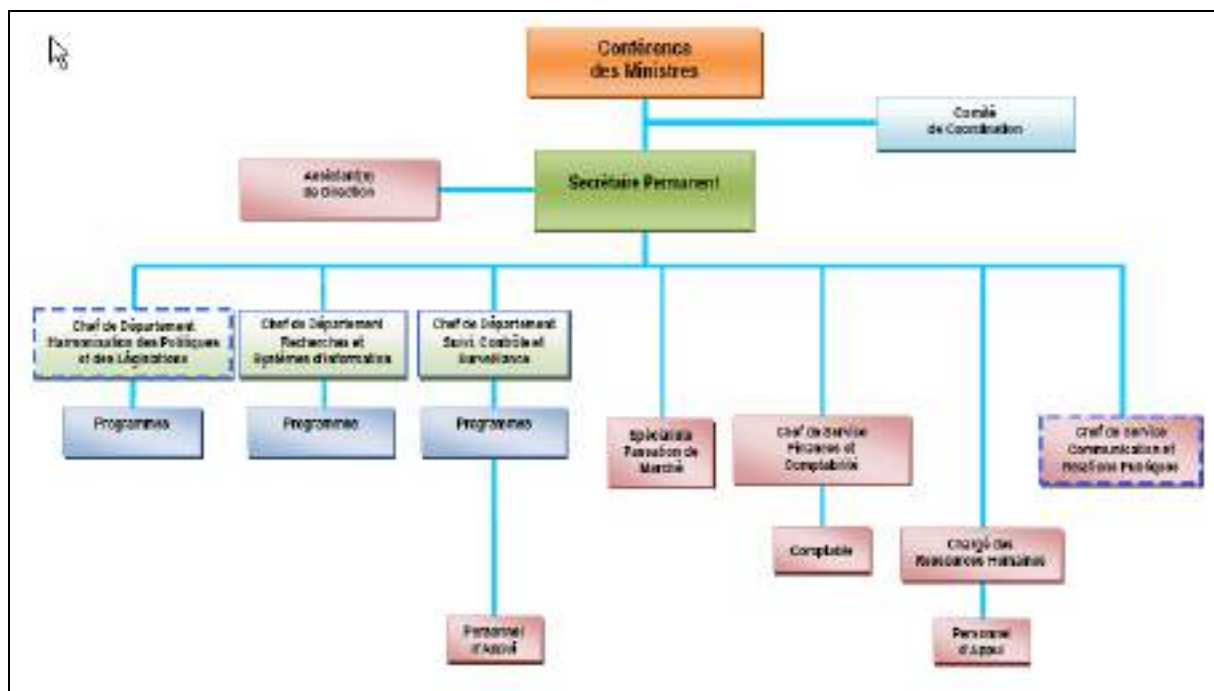 Conférence
des Ministres
Comité
de Coordination
Assistant(e)
de Direction
Secrétaire Permanent
Chef de Département
Harmonisation des Politiques
et des Législations
Chef de Département
Recherches et
Systèmes d'Information
Chef de Département
Suivi, Contrôle et
Surveillance
Programmes
Programmes
Programmes
Spécialiste
Passation de
Marché
Chef de Service
Finances et
Comptabilité
Chef de Service
Communication et
Relations Publiques
Comptable
Chargé des
Ressources Humaines
Personnel
d'Appui
Personnel
d'Appui